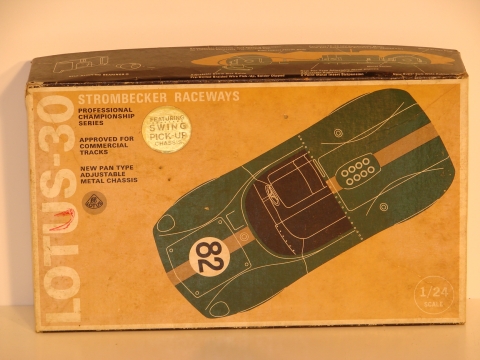 STROMBECKER RACEWAYS
LOTUS-30
PROFESSIONAL
CHAMPIONSHIP
SERIES
FEATURING
SWING
PICK-UP
CHASSIS
APPROVED FOR
COMMERCIAL
TRACKS
NEW PAN TYPE
ADJUSTABLE
METAL CHASSIS
LOTUS
82
1/24
SCALE